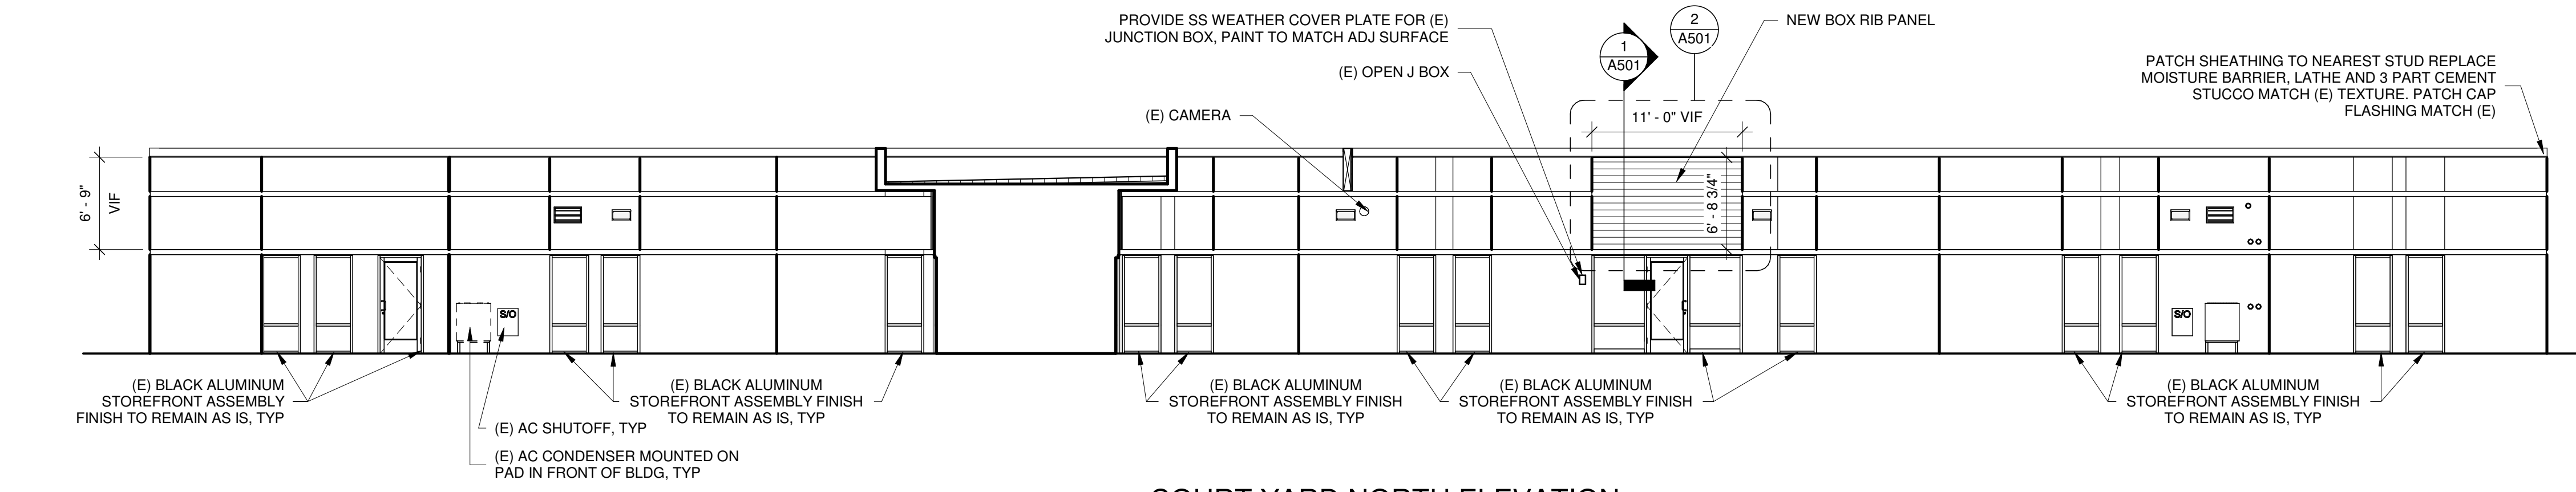 PROVIDE SS WEATHER COVER PLATE FOR (E)
JUNCTION BOX, PAINT TO MATCH ADJ SURFACE
(E) OPEN J BOX
(E) CAMERA
1
A501
2
A501
NEW BOX RIB PANEL
PATCH SHEATHING TO NEAREST STUD REPLACE
MOISTURE BARRIER, LATHE AND 3 PART CEMENT
STUCCO MATCH (E) TEXTURE. PATCH CAP
FLASHING MATCH (E)
11' - 0" VIF
6' - 9"
VIF
6' - 8 3/4"
S/O
S/O
(E) BLACK ALUMINUM
STOREFRONT ASSEMBLY
FINISH TO REMAIN AS IS, TYP
(E) BLACK ALUMINUM
STOREFRONT ASSEMBLY FINISH
TO REMAIN AS IS, TYP
(E) AC SHUTOFF, TYP
(E) AC CONDENSER MOUNTED ON
PAD IN FRONT OF BLDG, TYP
(E) BLACK ALUMINUM
STOREFRONT ASSEMBLY FINISH
TO REMAIN AS IS, TYP
(E) BLACK ALUMINUM
STOREFRONT ASSEMBLY FINISH
TO REMAIN AS IS, TYP
(E) BLACK ALUMINUM
STOREFRONT ASSEMBLY FINISH
TO REMAIN AS IS, TYP
COURT YARD NORTH ELEVATION